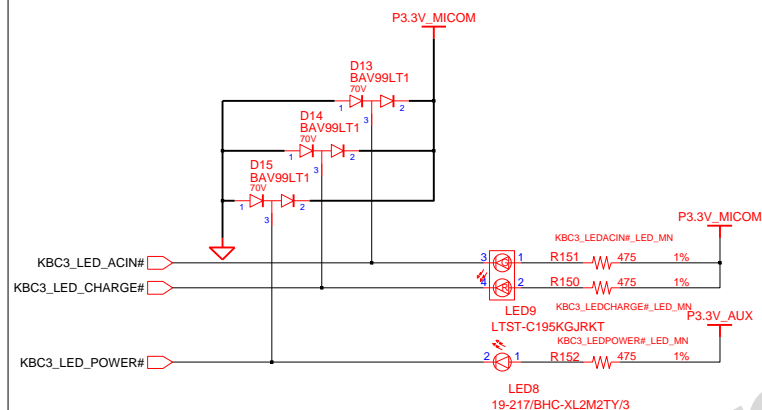 P3.3V_MICOM
D13
BAV99LT1
70V
1
2
3
D14
BAV99LT1
70V
1
2
3
D15
BAV99LT1
70V
1
2
3
P3.3V_MICOM
KBC3_LEDACIN#_LED_MN
KBC3_LED_ACIN#
3
G
1
R151
475
1%
KBC3_LED_CHARGE#
4
R
2
R150
475
1%
LED9
KBC3_LEDCHARGE#_LED_MN
LTST-C195KGJRKT
P3.3V_AUX
KBC3_LEDPOWER#_LED_MN
KBC3_LED_POWER#
2
1
R152
475
1%
LED8
19-217/BHC-XL2M2TY/3